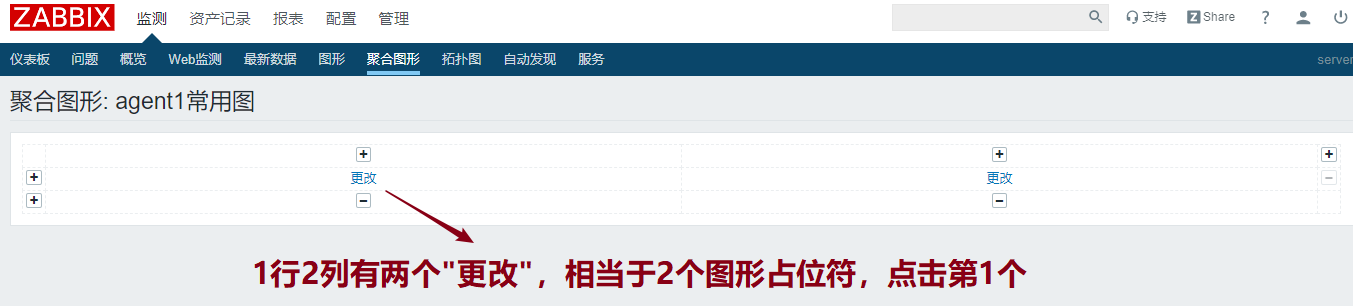 ZABBIX 监测 资产记录 报表 配置 管理 支持 Z Share ?
仪表板 问题 概览 Web监测 最新数据 图形 聚合图形 拓扑图 自动发现 服务 server
聚合图形: agent1常用图
+ + +
+ 更改 更改 −
+ − −
1行2列有两个"更改"，相当于2个图形占位符，点击第1个